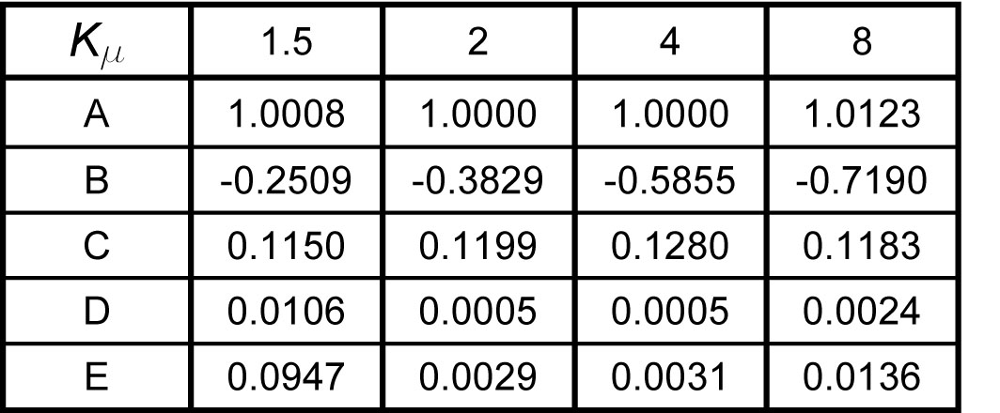 Kμ 1.5 2 4 8
A 1.0008 1.0000 1.0000 1.0123
B -0.2509 -0.3829 -0.5855 -0.7190
C 0.1150 0.1199 0.1280 0.1183
D 0.0106 0.0005 0.0005 0.0024
E 0.0947 0.0029 0.0031 0.0136